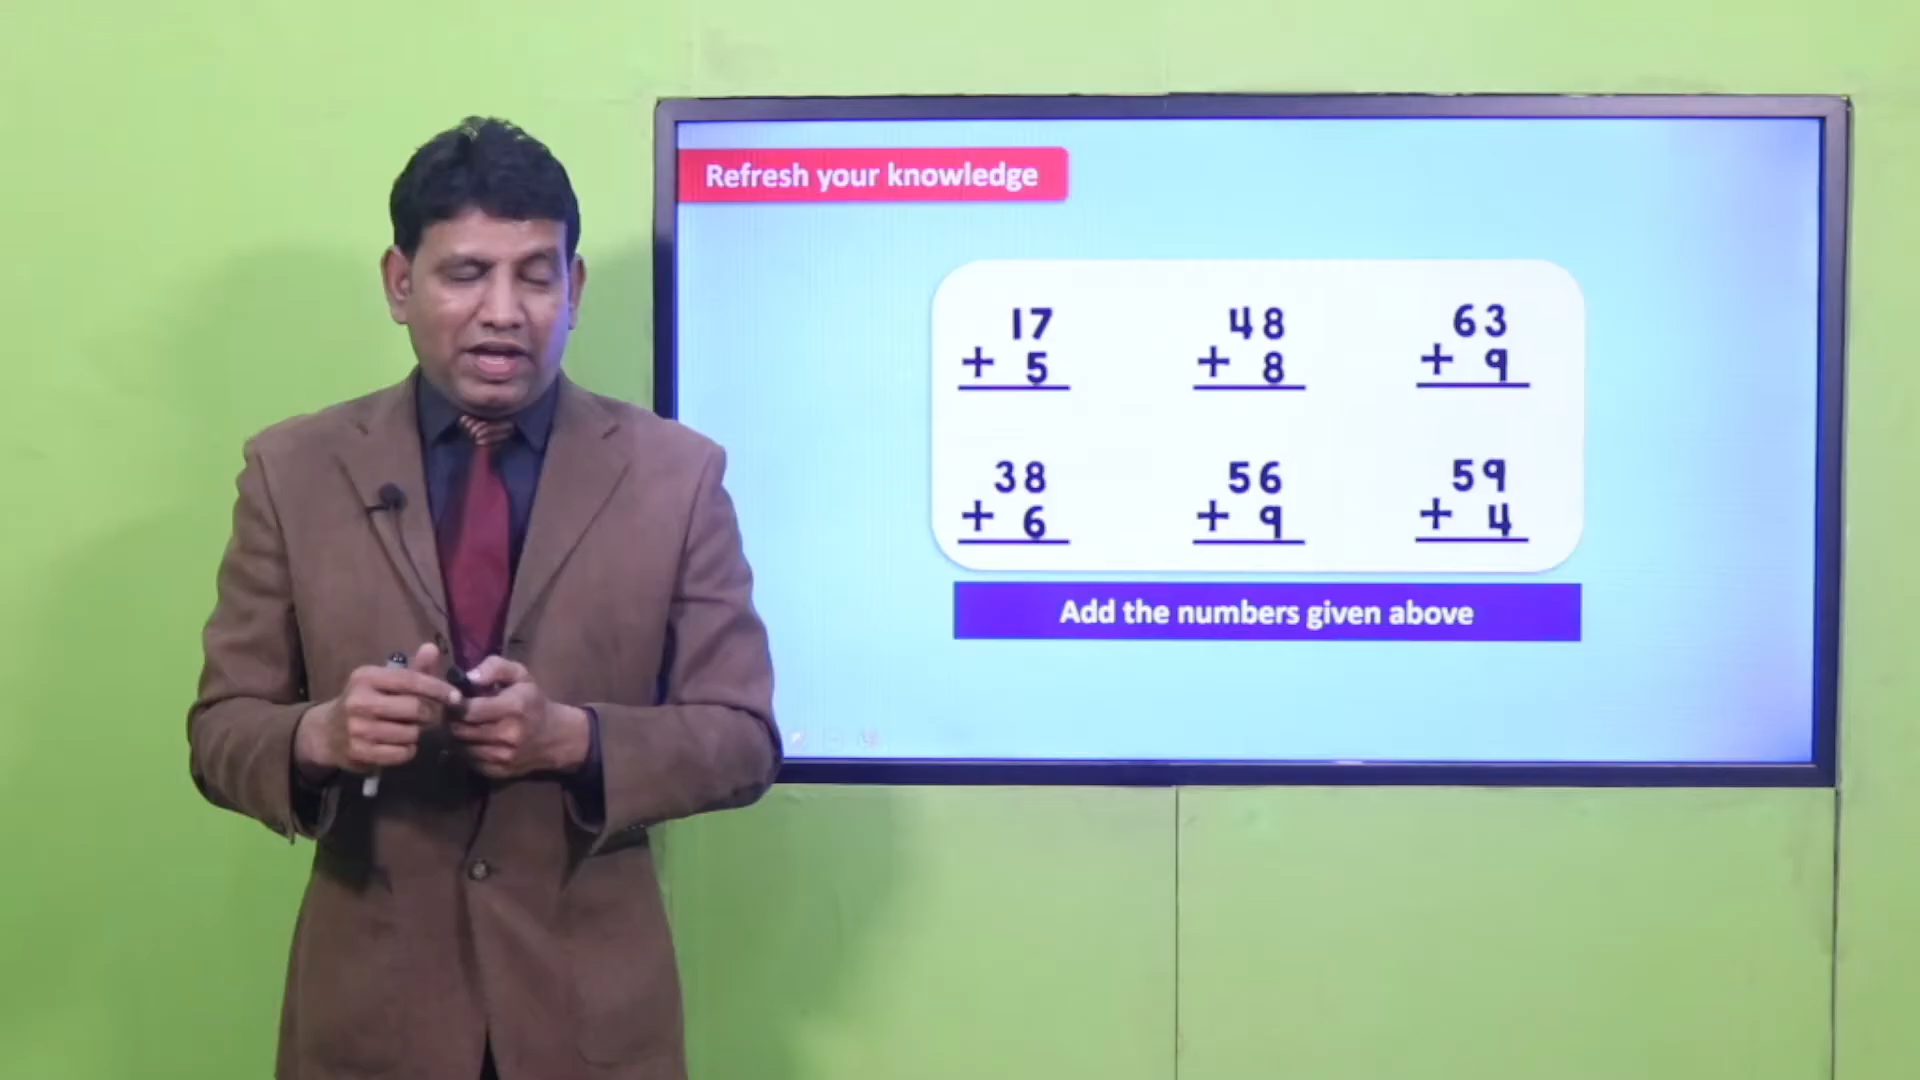 Refresh your knowledge
17 48 63
+ 5 + 8 + 9
38 56 59
+ 6 + 9 + 4
Add the numbers given above